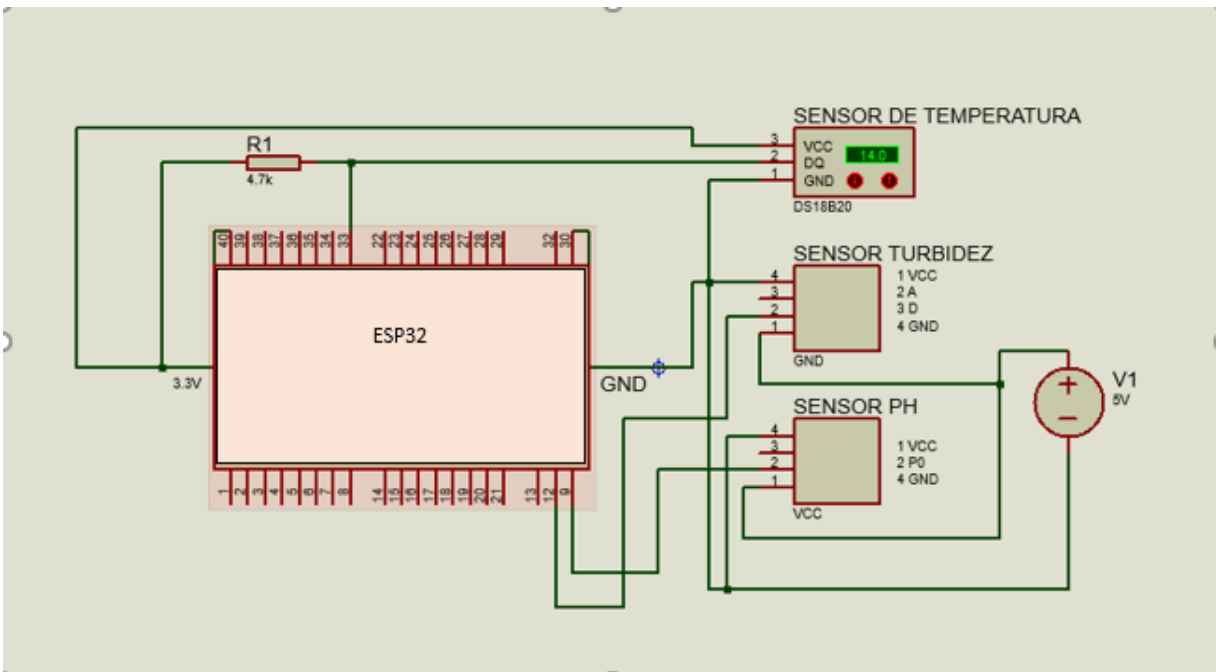 SENSOR DE TEMPERATURA
3 VCC
2 DQ
14.0
1 GND
DS18B20
R1
4.7k
40 39 38 37 36 35 34 33 22 23 24 25 26 27 28 29 32 30
ESP32
3.3V
GND
1 2 3 4 5 6 7 8 14 15 16 17 18 19 20 21 13 12 9
SENSOR TURBIDEZ
4
3
2
1
1 VCC
2 A
3 D
4 GND
GND
SENSOR PH
4
3
2
1
1 VCC
2 P0
4 GND
VCC
V1